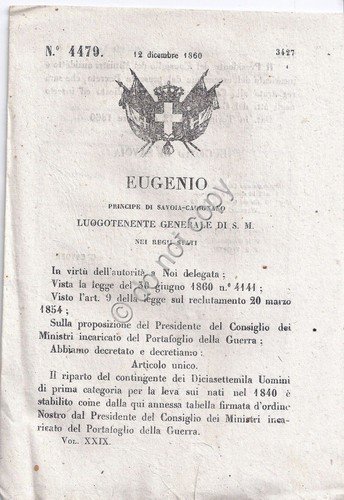 N.° 4479.
12 dicembre 1860
3427
EUGENIO
PRINCIPE DI SAVOIA-CARIGNANO
LUOGOTENENTE GENERALE DI S. M.
NEI REGII STATI
In virtù dell'autorità a Noi delegata;
Vista la legge del 30 giugno 1860 n.° 4141;
Visto l'art. 9 della legge sul reclutamento 20 marzo
1854;
Sulla proposizione del Presidente del Consiglio dei
Ministri incaricato del Portafoglio della Guerra;
Abbiamo decretato e decretiamo:
Articolo unico.
Il riparto del contingente dei Diciasettemila Uomini
di prima categoria per la leva sui nati nel 1840 è
stabilito come dalla qui annessa tabella firmata d'ordine
Nostro dal Presidente del Consiglio dei Ministri inca-
ricato del Portafoglio della Guerra.
VOL. XXIX.
do not copy